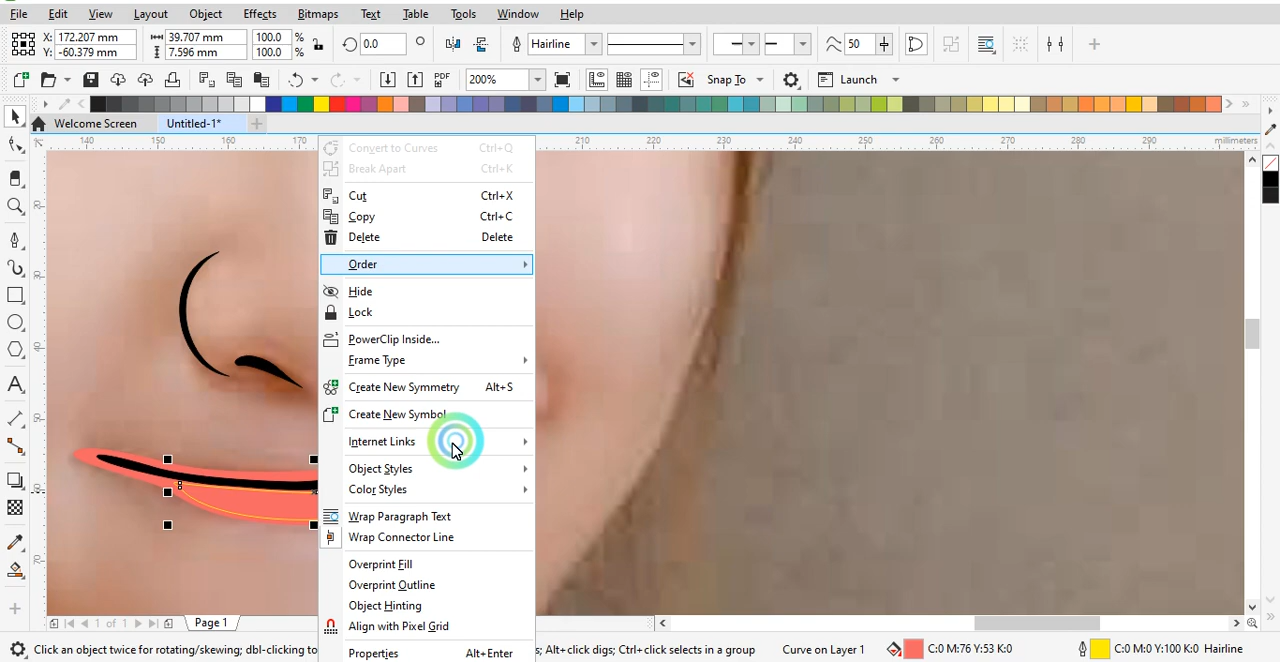 File Edit View Layout Object Effects Bitmaps Text Table Tools Window Help
X: 172.207 mm 39.707 mm 100.0 % 0.0 Hairline 50
Y: -60.379 mm 7.596 mm 100.0 %
PDF 200% Snap To Launch
Welcome Screen Untitled-1*
140 150 160 170 210 220 230 240 250 260 270 280 290 millimeters
Convert to Curves Ctrl+Q
Break Apart Ctrl+K
Cut Ctrl+X
Copy Ctrl+C
Delete Delete
Order
Hide
Lock
PowerClip Inside...
Frame Type
Create New Symmetry Alt+S
Create New Symbol
Internet Links
Object Styles
Color Styles
Wrap Paragraph Text
Wrap Connector Line
Overprint Fill
Overprint Outline
Object Hinting
Align with Pixel Grid
Properties Alt+Enter
1 of 1 Page 1
Click an object twice for rotating/skewing; dbl-clicking to s; Alt+click digs; Ctrl+click selects in a group Curve on Layer 1 C:0 M:76 Y:53 K:0 C:0 M:0 Y:100 K:0 Hairline